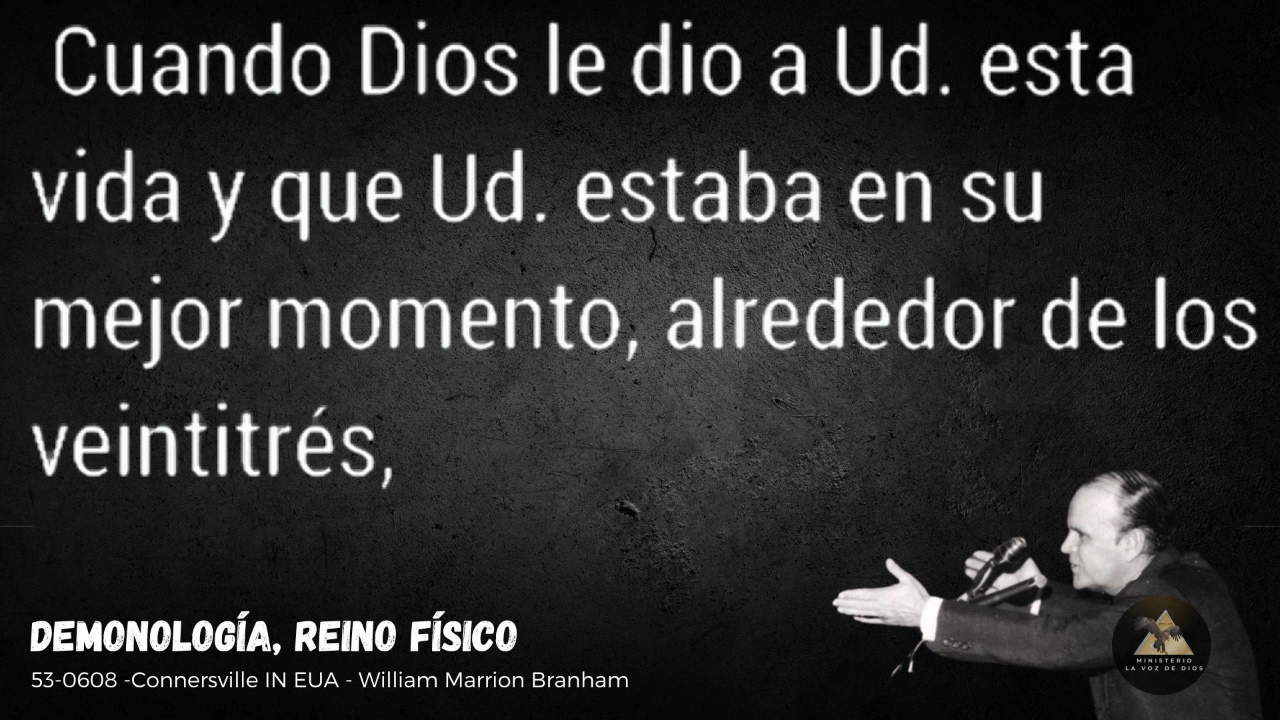 Cuando Dios le dio a Ud. esta
vida y que Ud. estaba en su
mejor momento, alrededor de los
veintitrés,
DEMONOLOGÍA, REINO FÍSICO
53-0608 -Connersville IN EUA - William Marrion Branham
MINISTERIO
LA VOZ DE DIOS